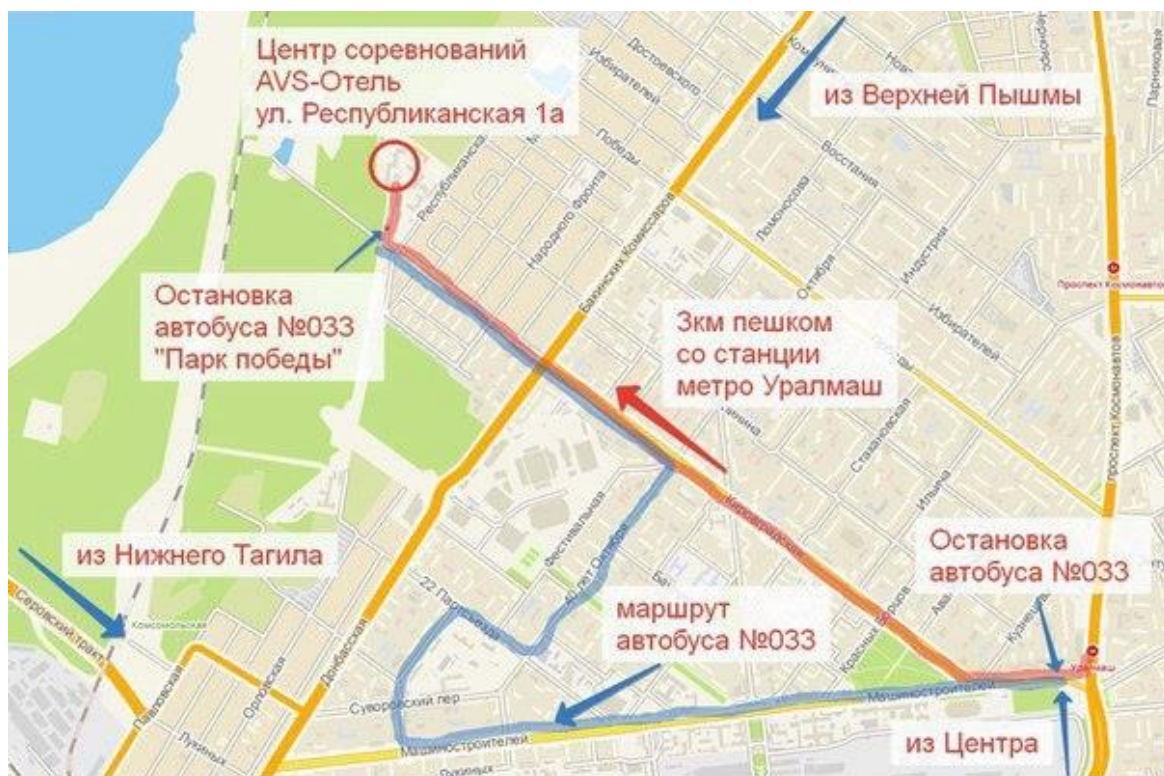 Центр соревнований
AVS-Отель
ул. Республиканская 1а
Достоевского
Избирателей
из Верхней Пышмы
Парниковая
Победы
Восстания
Республиканская
Народного Фронта
Ломоносова
Бакинских Комиссаров
Октября
Индустрии
Проспект Космонавтов
Избирателей
Остановка
автобуса №033
"Парк победы"
3км пешком
со станции
метро Уралмаш
Проспект Космонавтов
Стахановская
Ильича
Кировградская
из Нижнего Тагила
Фестивальная
40 лет Октября
Остановка
автобуса №033
22 Партсъезда
маршрут
автобуса №033
Серовский тракт
Комсомольская
Донбасская
Красных
Уралмаш
Павловская
Орловская
Суворовский пер
Машиностроителей
Машиностроителей
Лукиных
Лукиных
из Центра